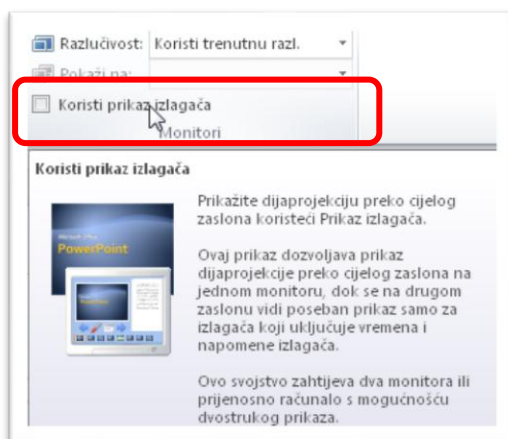 Razlučivost: Koristi trenutnu razl.
Pokaži na:
Koristi prikaz izlagača
Monitori
Koristi prikaz izlagača
Prikažite dijaprojekciju preko cijelog
zaslona koristeći Prikaz izlagača.
PowerPoint
Ovaj prikaz dozvoljava prikaz
dijaprojekcije preko cijelog zaslona na
jednom monitoru, dok se na drugom
zaslonu vidi poseban prikaz samo za
izlagača koji uključuje vremena i
napomene izlagača.
Ovo svojstvo zahtijeva dva monitora ili
prijenosno računalo s mogućnošću
dvostrukog prikaza.